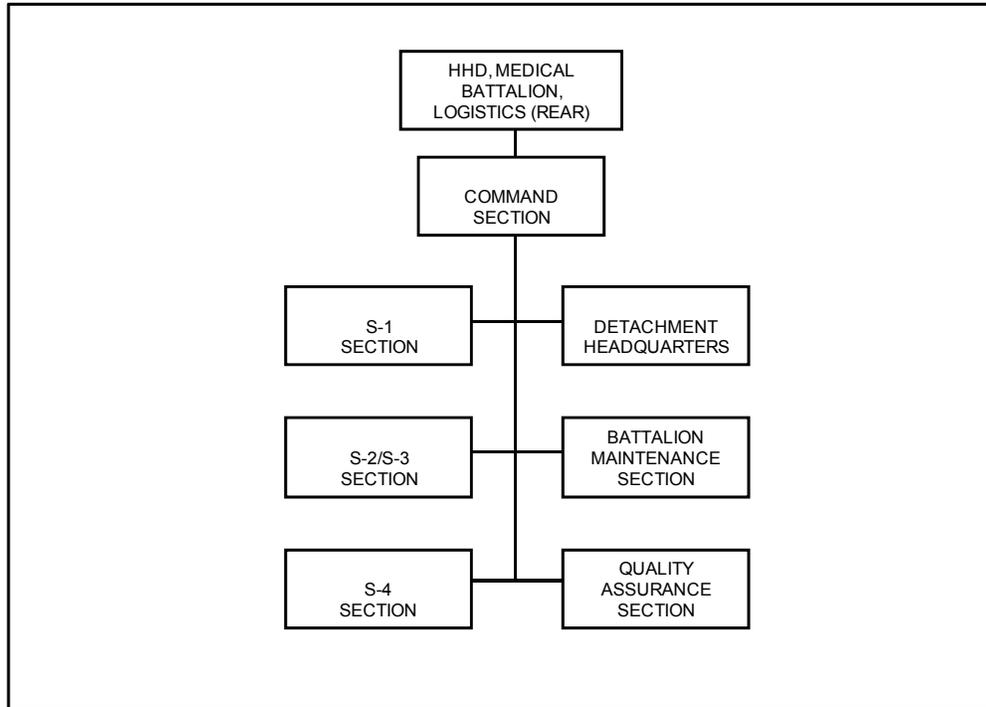 HHD, MEDICAL
BATTALION,
LOGISTICS (REAR)
COMMAND
SECTION
S-1
SECTION
DETACHMENT
HEADQUARTERS
S-2/S-3
SECTION
BATTALION
MAINTENANCE
SECTION
S-4
SECTION
QUALITY
ASSURANCE
SECTION